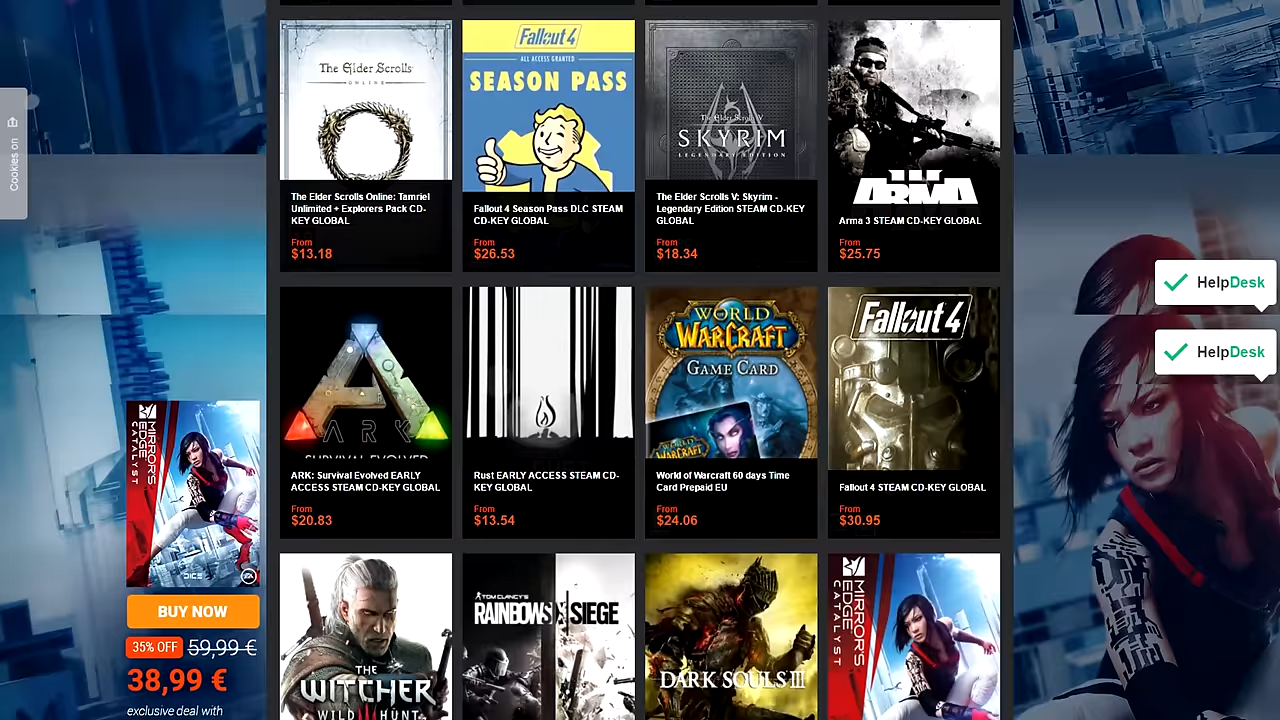 Cookies on
The Elder Scrolls
ONLINE
The Elder Scrolls Online: Tamriel
Unlimited + Explorers Pack CD-
KEY GLOBAL
From
$13.18
Fallout 4
ALL ACCESS GRANTED
SEASON PASS
Fallout 4 Season Pass DLC STEAM
CD-KEY GLOBAL
From
$26.53
The Elder Scrolls V
SKYRIM
LEGENDARY EDITION
The Elder Scrolls V: Skyrim -
Legendary Edition STEAM CD-KEY
GLOBAL
From
$18.34
III
ARMA
Arma 3 STEAM CD-KEY GLOBAL
From
$25.75
HelpDesk
HelpDesk
ARK
SURVIVAL EVOLVED
ARK: Survival Evolved EARLY
ACCESS STEAM CD-KEY GLOBAL
From
$20.83
Rust EARLY ACCESS STEAM CD-
KEY GLOBAL
From
$13.54
WORLD
WARCRAFT
GAME CARD
WORLD
WARCRAFT
World of Warcraft 60 days Time
Card Prepaid EU
From
$24.06
Fallout 4
Fallout 4 STEAM CD-KEY GLOBAL
From
$30.95
MIRROR'S
EDGE
CATALYST
DICE
EA
BUY NOW
35% OFF 59,99 €
38,99 €
exclusive deal with
THE
WITCHER
WILD HUNT
TOM CLANCY'S
RAINBOW SIX SIEGE
DARK SOULS III
MIRROR'S
EDGE
CATALYST